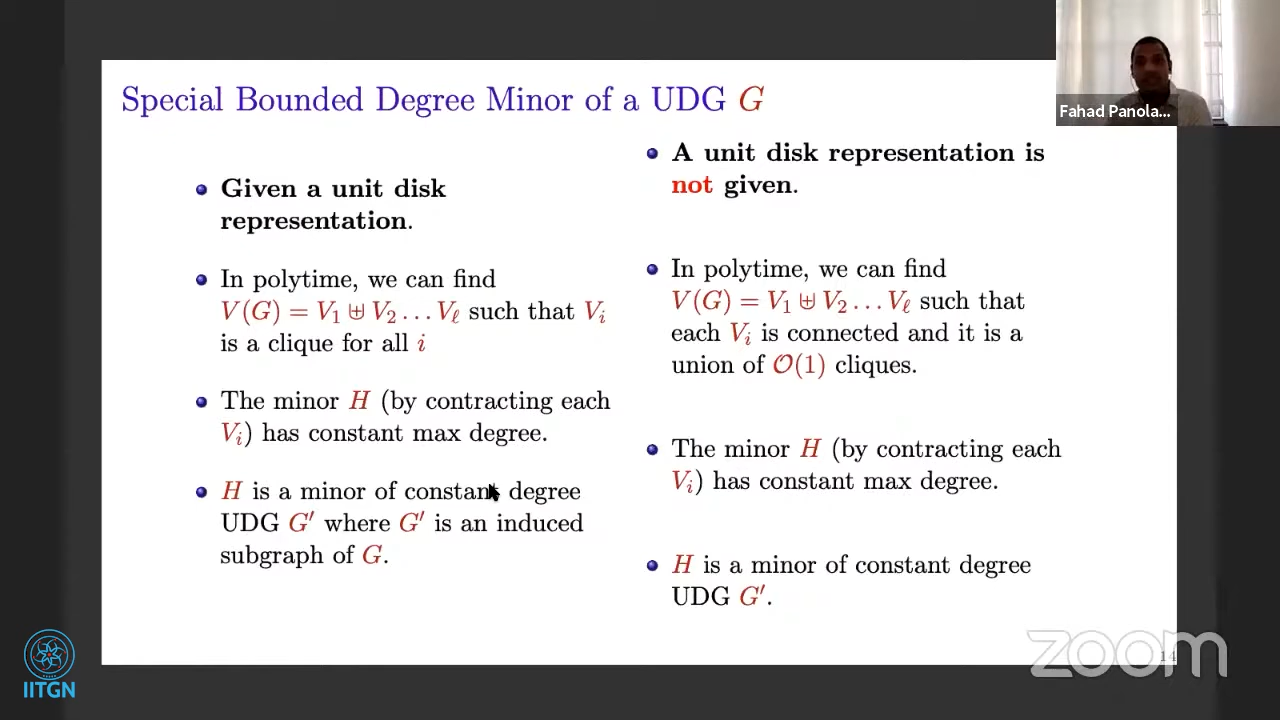 Special Bounded Degree Minor of a UDG G
Given a unit disk
representation.
In polytime, we can find
V(G) = V₁ ⊎ V₂ … Vℓ such that Vᵢ
is a clique for all i
The minor H (by contracting each
Vᵢ) has constant max degree.
H is a minor of constant degree
UDG G′ where G′ is an induced
subgraph of G.
A unit disk representation is
not given.
In polytime, we can find
V(G) = V₁ ⊎ V₂ … Vℓ such that
each Vᵢ is connected and it is a
union of O(1) cliques.
The minor H (by contracting each
Vᵢ) has constant max degree.
H is a minor of constant degree
UDG G′.
Fahad Panola...
IITGN
zoom
14